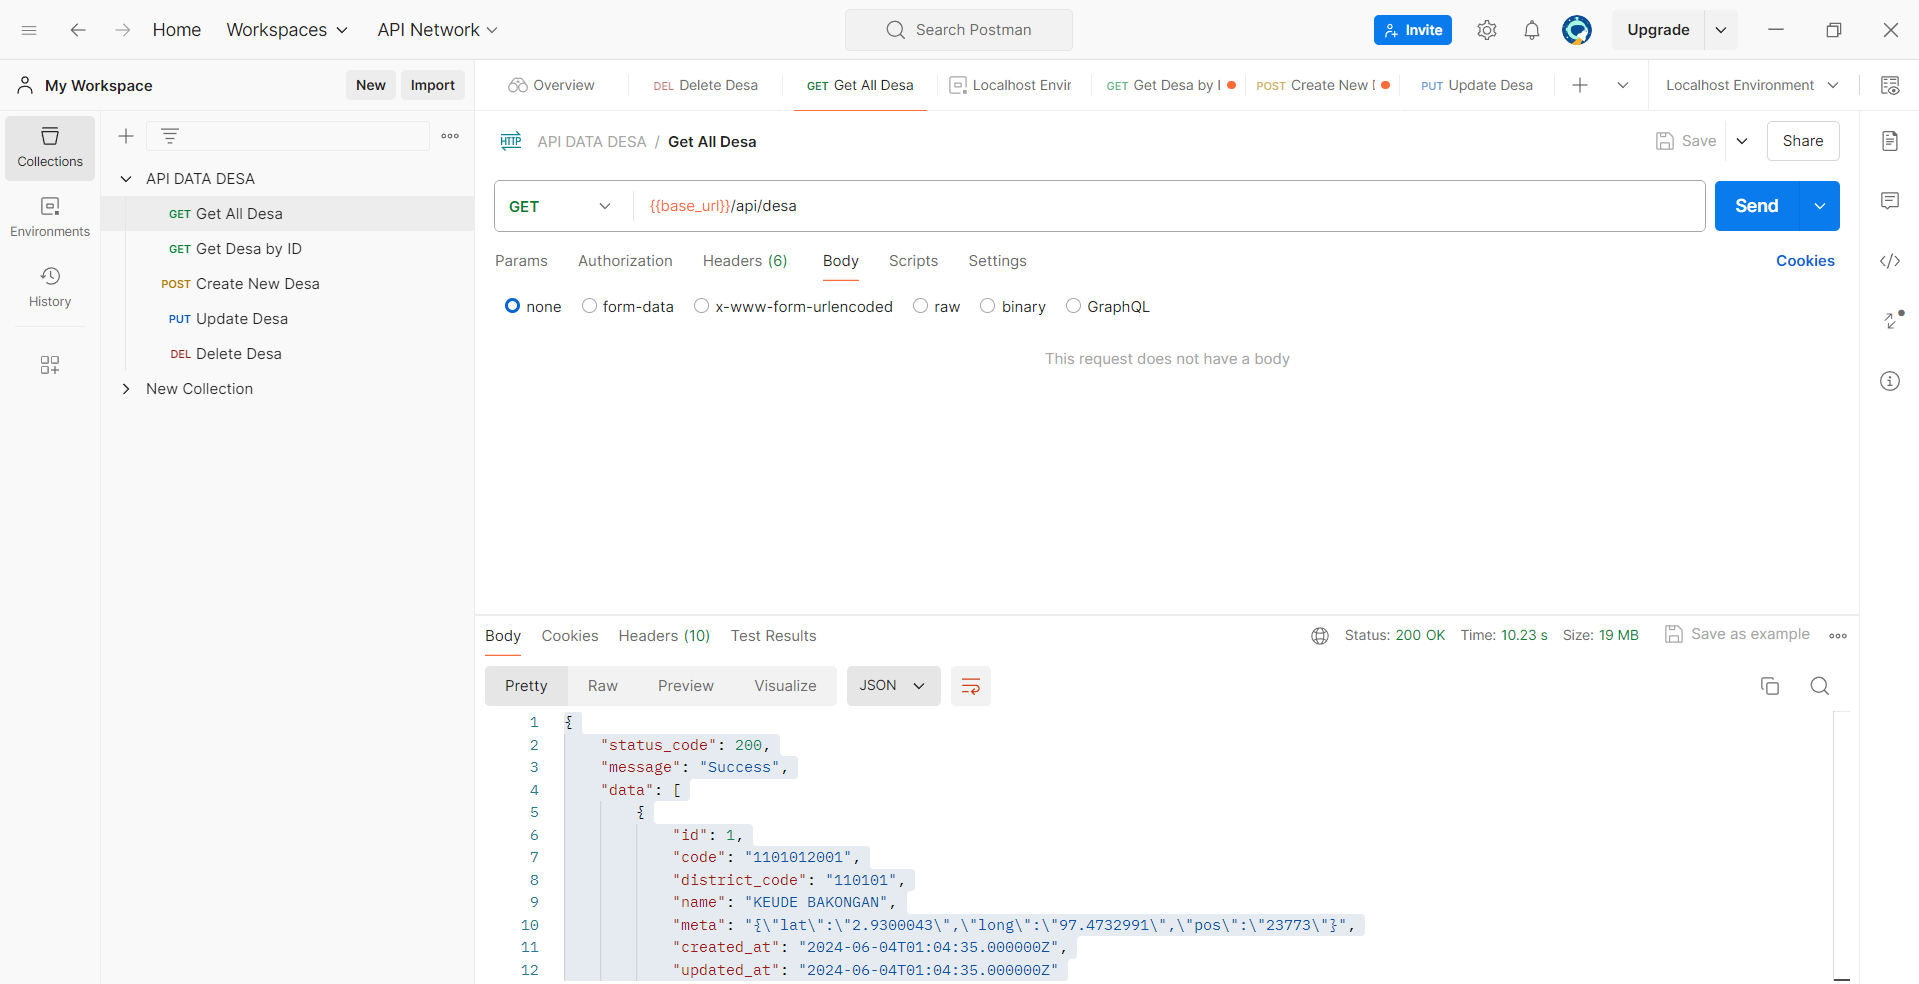 Home Workspaces API Network Search Postman Invite Upgrade
My Workspace New Import Overview DEL Delete Desa GET Get All Desa Localhost Envir GET Get Desa by I POST Create New PUT Update Desa Localhost Environment
Collections
Environments
History
API DATA DESA
GET Get All Desa
GET Get Desa by ID
POST Create New Desa
PUT Update Desa
DEL Delete Desa
New Collection
HTTP API DATA DESA / Get All Desa Save Share
GET {{base_url}}/api/desa Send
Params Authorization Headers (6) Body Scripts Settings Cookies
none form-data x-www-form-urlencoded raw binary GraphQL
This request does not have a body
Body Cookies Headers (10) Test Results Status: 200 OK Time: 10.23 s Size: 19 MB Save as example
Pretty Raw Preview Visualize JSON
1 {
2 "status_code": 200,
3 "message": "Success",
4 "data": [
5 {
6 "id": 1,
7 "code": "1101012001",
8 "district_code": "110101",
9 "name": "KEUDE BAKONGAN",
10 "meta": "{\"lat\":\"2.9300043\",\"long\":\"97.4732991\",\"pos\":\"23773\"}",
11 "created_at": "2024-06-04T01:04:35.000000Z",
12 "updated_at": "2024-06-04T01:04:35.000000Z"